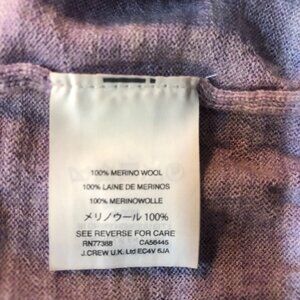 100% MERINO WOOL
100% LAINE DE MERINOS
100% MERINOWOLLE
メリノウール 100%
SEE REVERSE FOR CARE
RN77388 CA56445
J.CREW U.K. Ltd EC4V 6JA